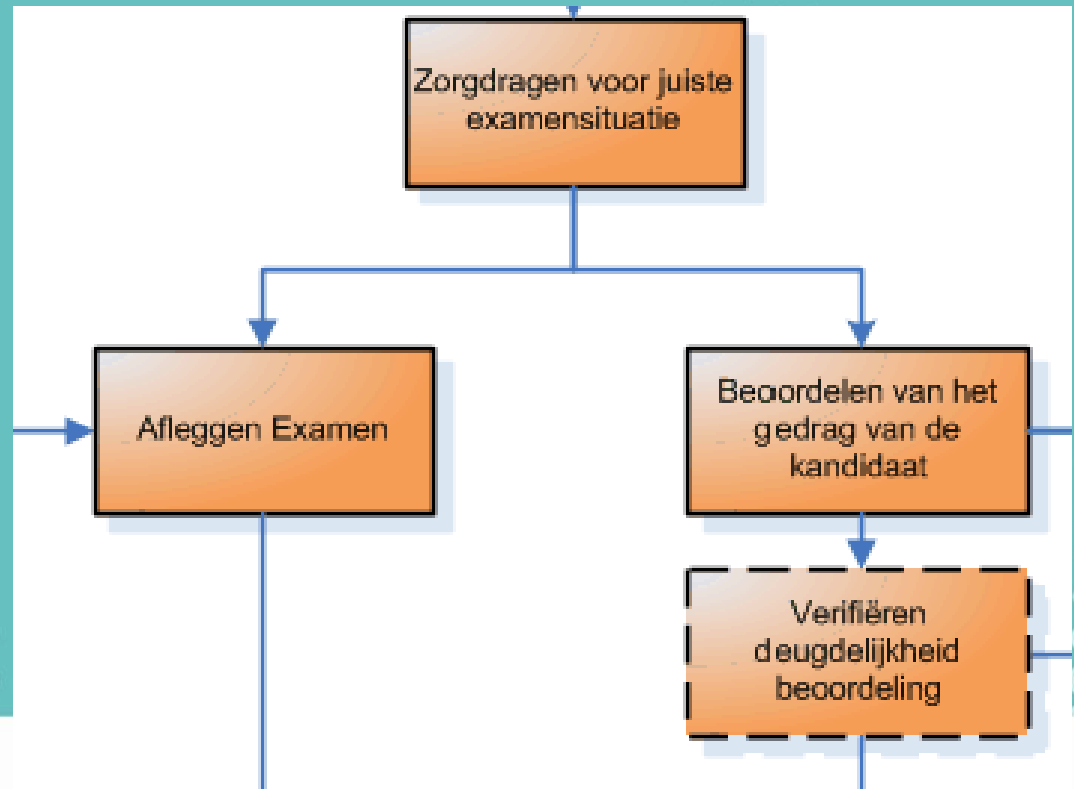 Zorgdragen voor juiste
examensituatie
Afleggen Examen
Beoordelen van het
gedrag van de
kandidaat
Verifiëren
deugdelijkheid
beoordeling